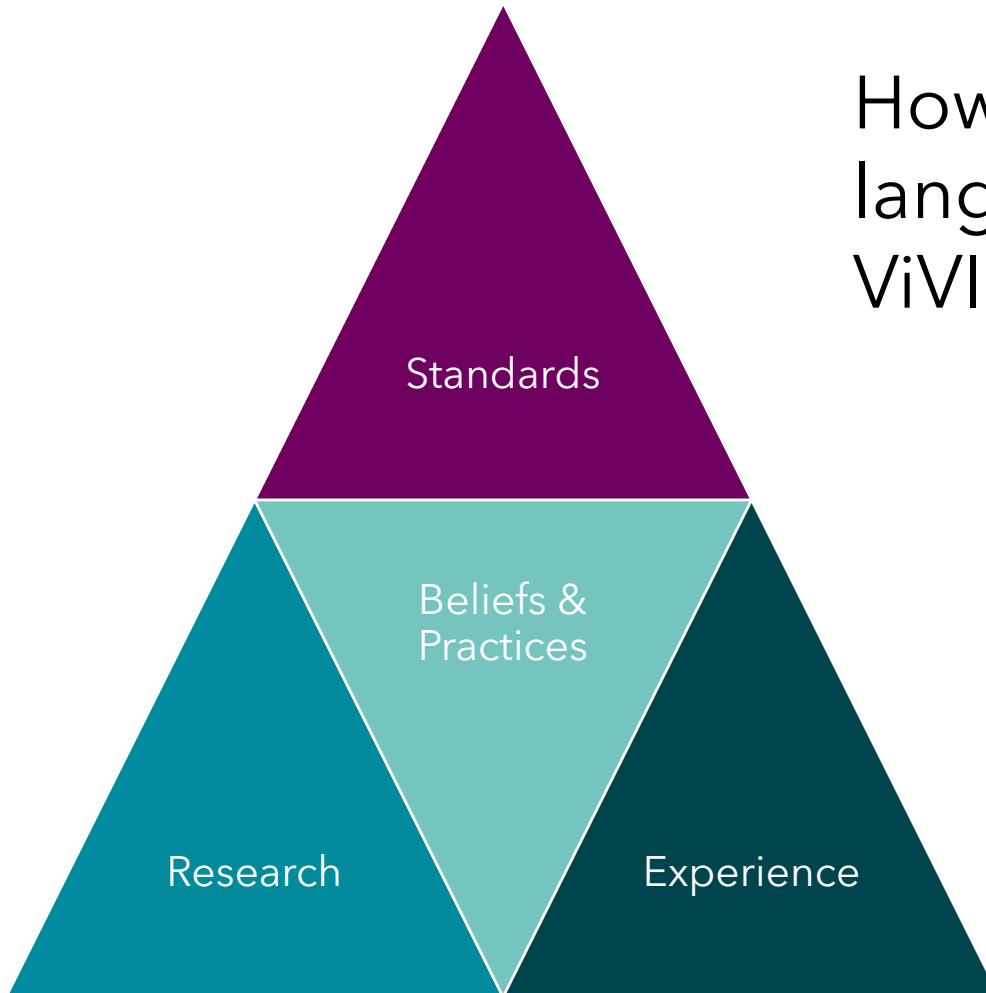 How
lang
ViVI
Standards
Beliefs &
Practices
Research
Experience